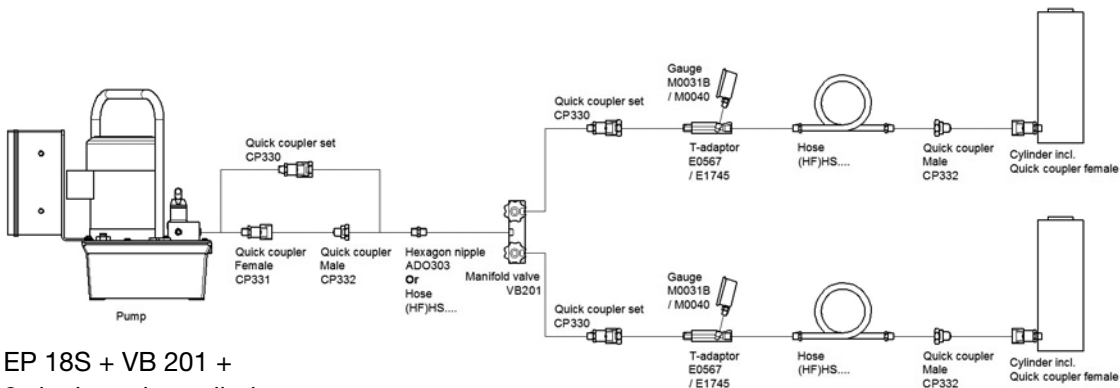 Gauge
M0031B
/ M0040
Quick coupler set
CP330
T-adaptor
E0567
/ E1745
Hose
(HF)HS....
Quick coupler
Male
CP332
Cylinder incl.
Quick coupler female
Quick coupler set
CP330
Quick coupler
Female
CP331
Quick coupler
Male
CP332
Hexagon nipple
ADO303
Or
Hose
(HF)HS....
Manifold valve
VB201
Pump
Gauge
M0031B
/ M0040
Quick coupler set
CP330
T-adaptor
E0567
/ E1745
Hose
(HF)HS....
Quick coupler
Male
CP332
Cylinder incl.
Quick coupler female
EP 18S + VB 201 +